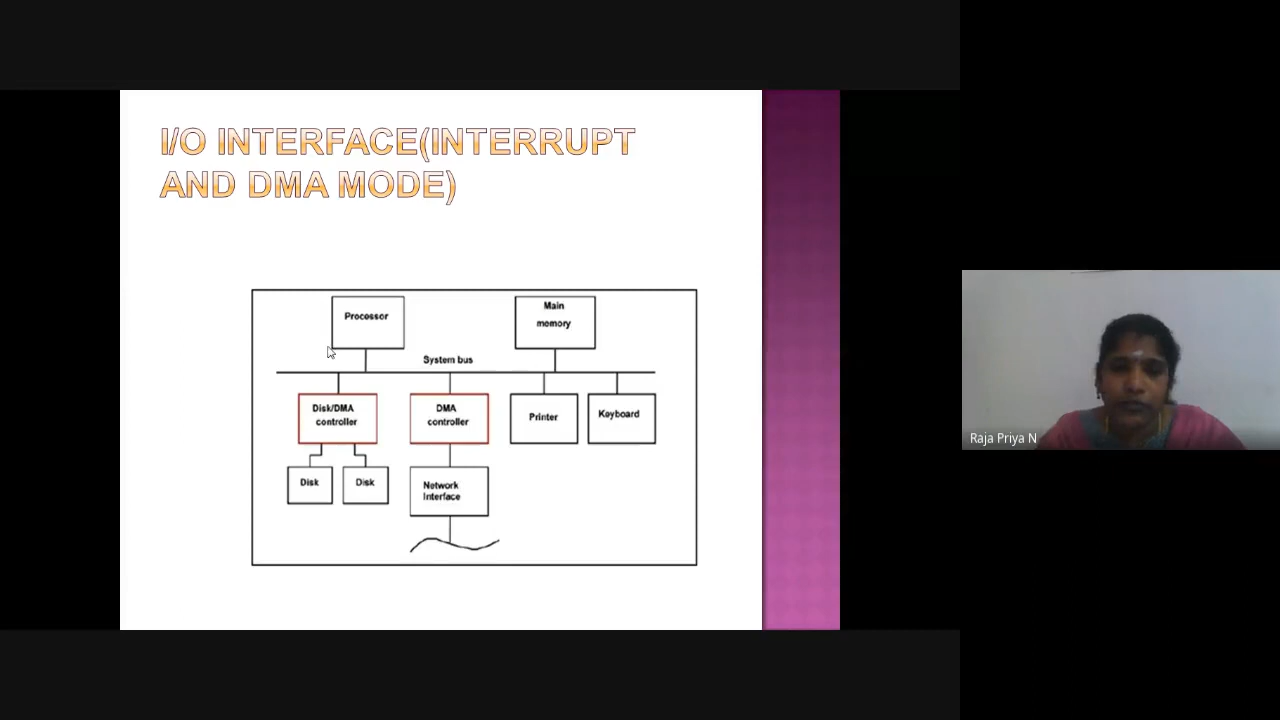 I/O INTERFACE(INTERRUPT
AND DMA MODE)
Processor
Main
memory
System bus
Disk/DMA
controller
DMA
controller
Printer
Keyboard
Disk
Disk
Network
Interface
Raja Priya N